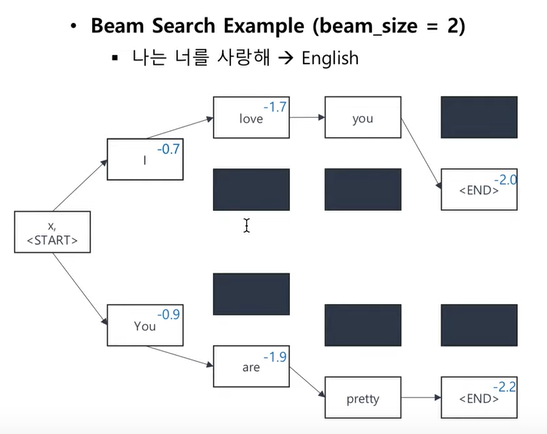 • Beam Search Example (beam_size = 2)
▪ 나는 너를 사랑해 → English
love -1.7
you
I -0.7
<END> -2.0
x,
<START>
You -0.9
are -1.9
pretty
<END> -2.2